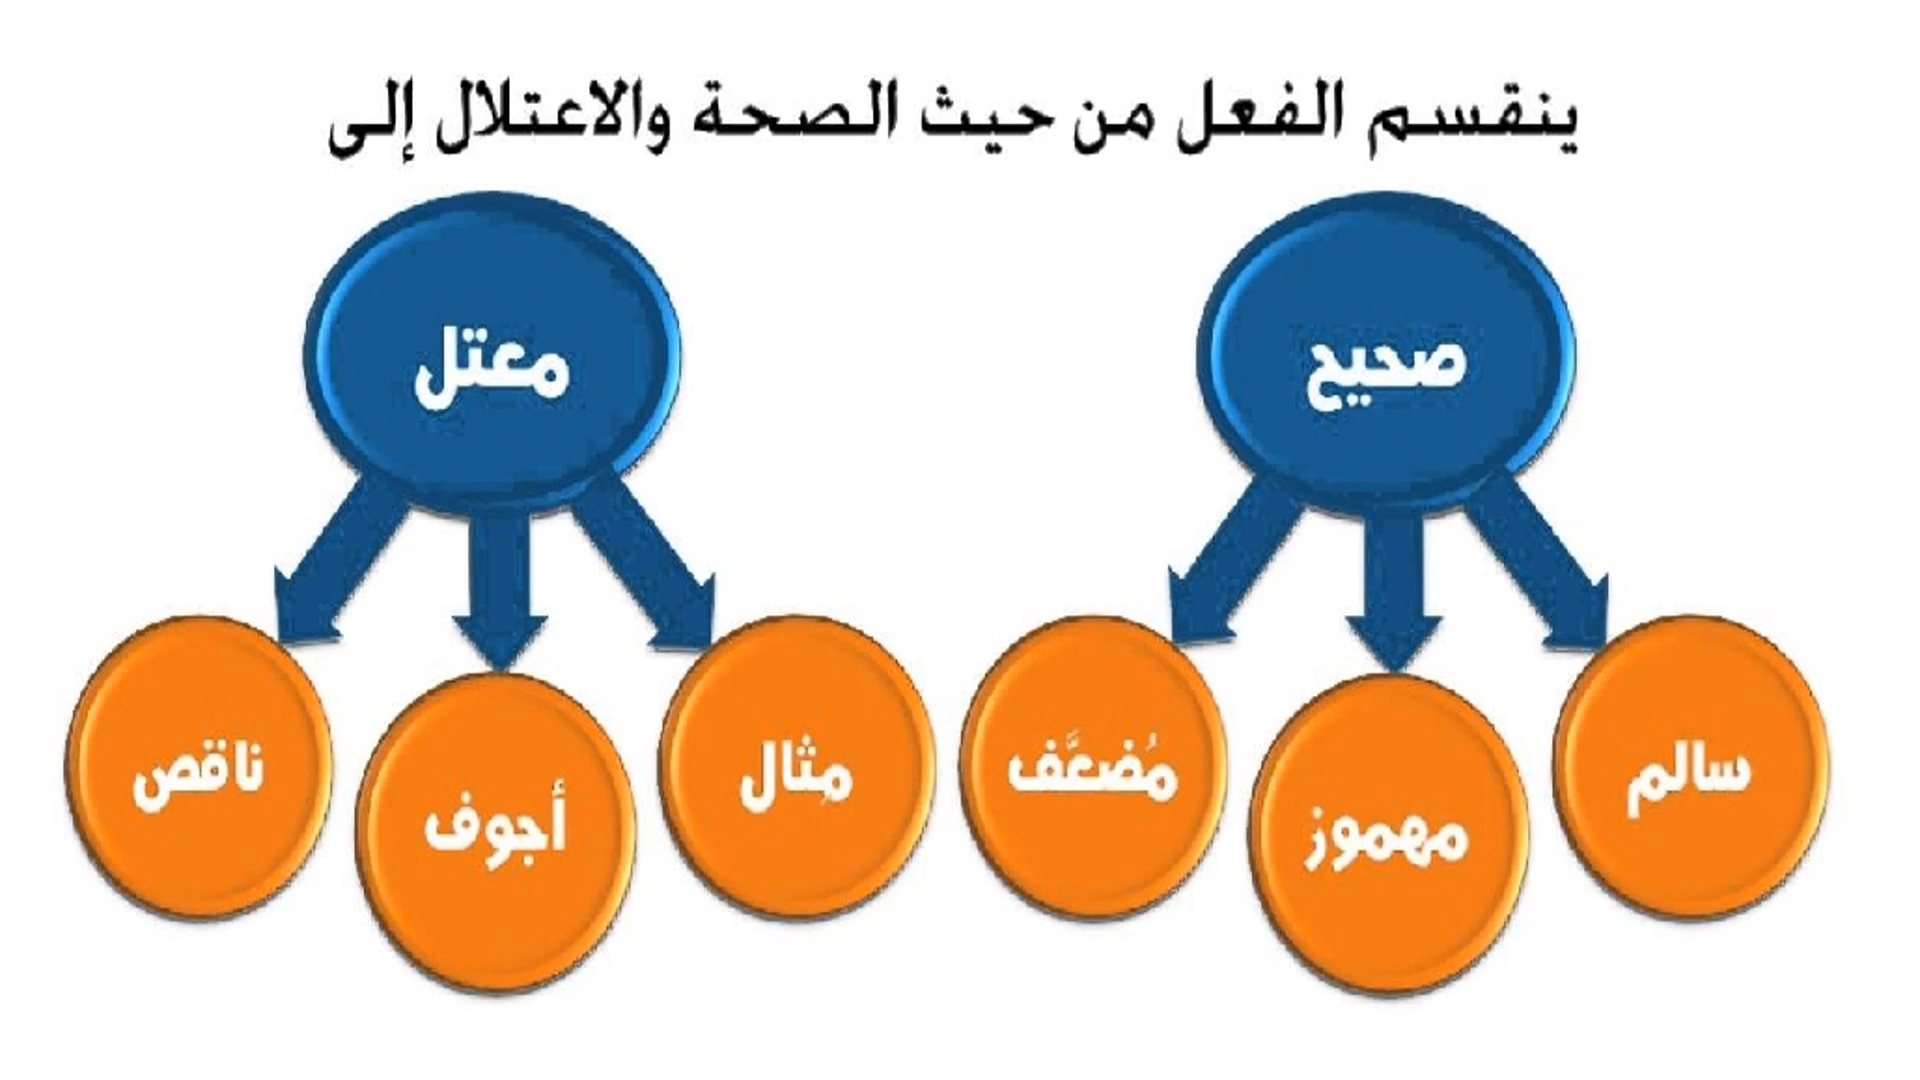 ينقسم الفعل من حيث الصحة والاعتلال إلى
صحيح
معتل
سالم
مهموز
مُضعَّف
مِثال
أجوف
ناقص